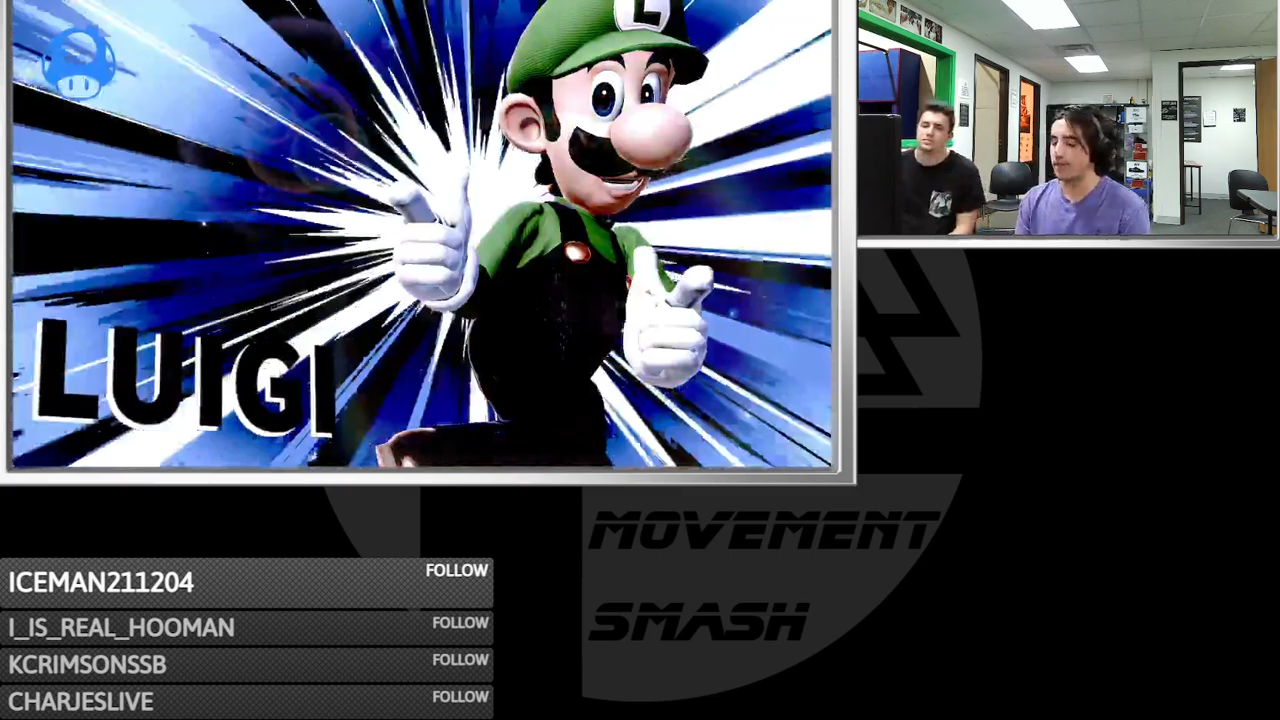 L
LUIGI
MOVEMENT
SMASH
ICEMAN211204 FOLLOW
I_IS_REAL_HOOMAN FOLLOW
KCRIMSONSSB FOLLOW
CHARJESLIVE FOLLOW